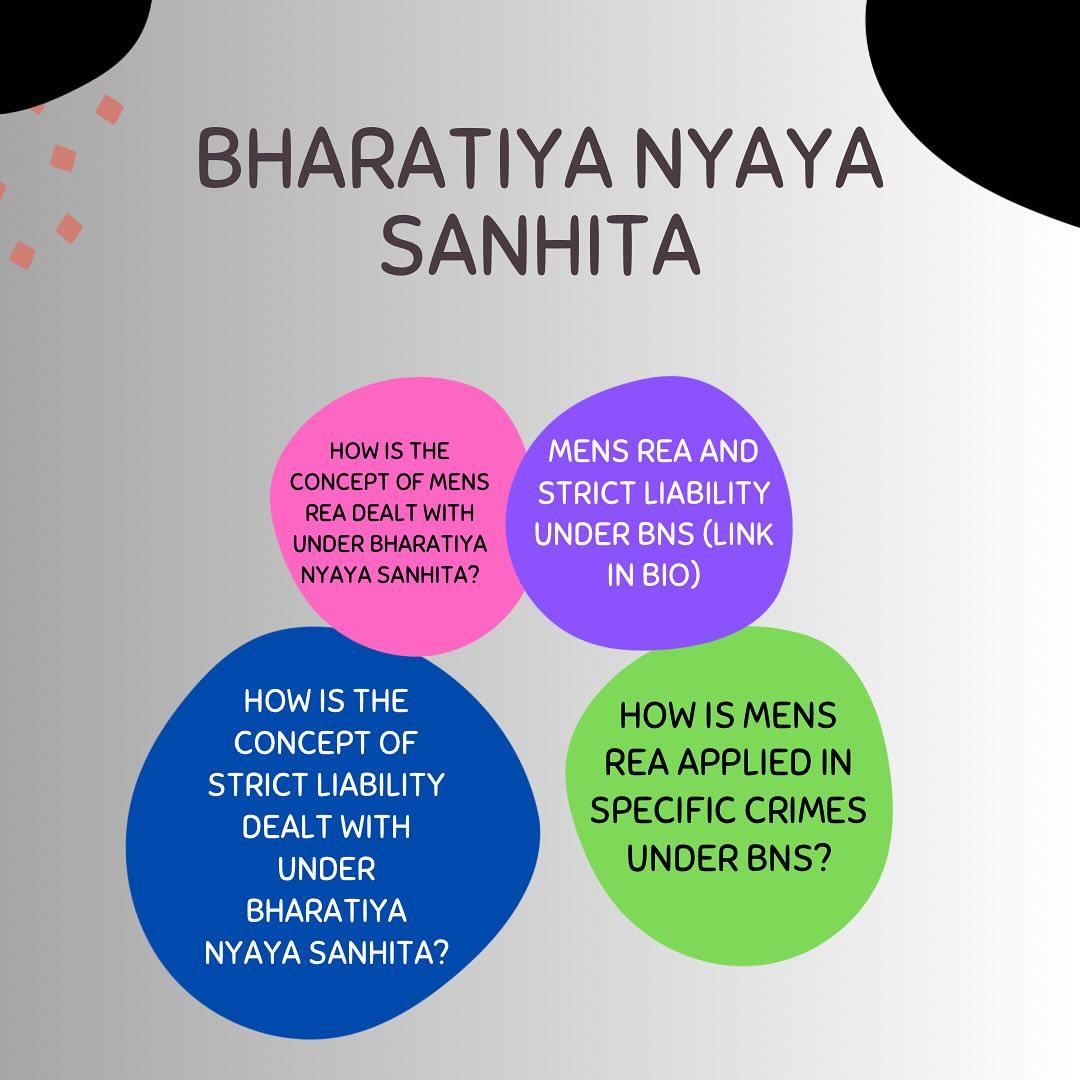 BHARATIYA NYAYA
SANHITA
HOW IS THE
CONCEPT OF MENS
REA DEALT WITH
UNDER BHARATIYA
NYAYA SANHITA?
MENS REA AND
STRICT LIABILITY
UNDER BNS (LINK
IN BIO)
HOW IS THE
CONCEPT OF
STRICT LIABILITY
DEALT WITH
UNDER
BHARATIYA
NYAYA SANHITA?
HOW IS MENS
REA APPLIED IN
SPECIFIC CRIMES
UNDER BNS?